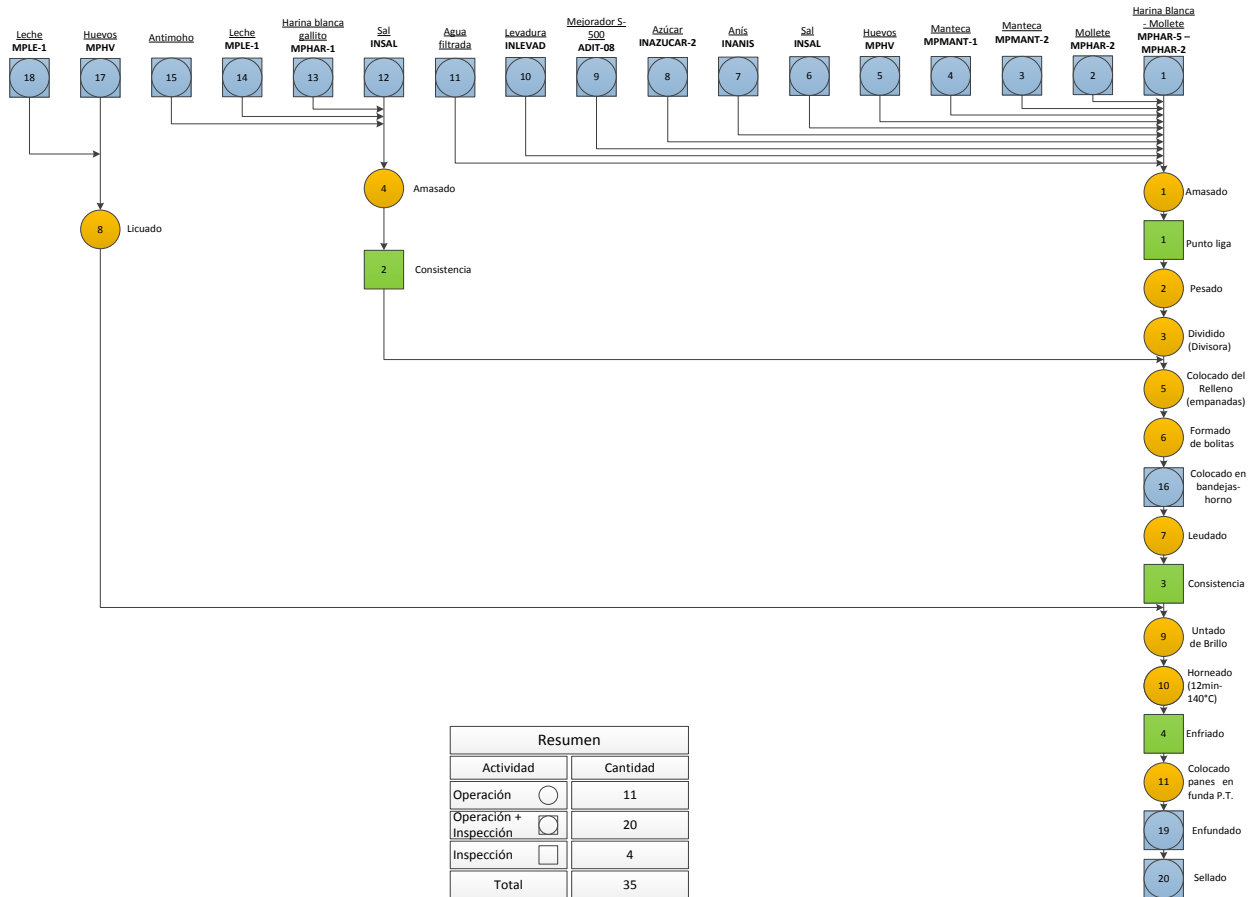 Leche
MPLE-1
18
Huevos
MPHV
17
Antimoho
15
Leche
MPLE-1
14
Harina blanca
gallito
MPHAR-1
13
Sal
INSAL
12
Agua
filtrada
11
Levadura
INLEVAD
10
Mejorador S-
500
ADIT-08
9
Azúcar
INAZUCAR-2
8
Anís
INANIS
7
Sal
INSAL
6
Huevos
MPHV
5
Manteca
MPMANT-1
4
Manteca
MPMANT-2
3
Mollete
MPHAR-2
2
Harina Blanca
- Mollete
MPHAR-5 –
MPHAR-2
1
8
Licuado
4
Amasado
2
Consistencia
1
Amasado
1
Punto liga
2
Pesado
3
Dividido
(Divisora)
5
Colocado del
Relleno
(empanadas)
6
Formado
de bolitas
16
Colocado en
bandejas-
horno
7
Leudado
3
Consistencia
9
Untado
de Brillo
10
Horneado
(12min-
140°C)
4
Enfriado
11
Colocado
panes en
funda P.T.
19
Enfundado
20
Sellado
Resumen
Actividad Cantidad
Operación 11
Operación +
Inspección 20
Inspección 4
Total 35